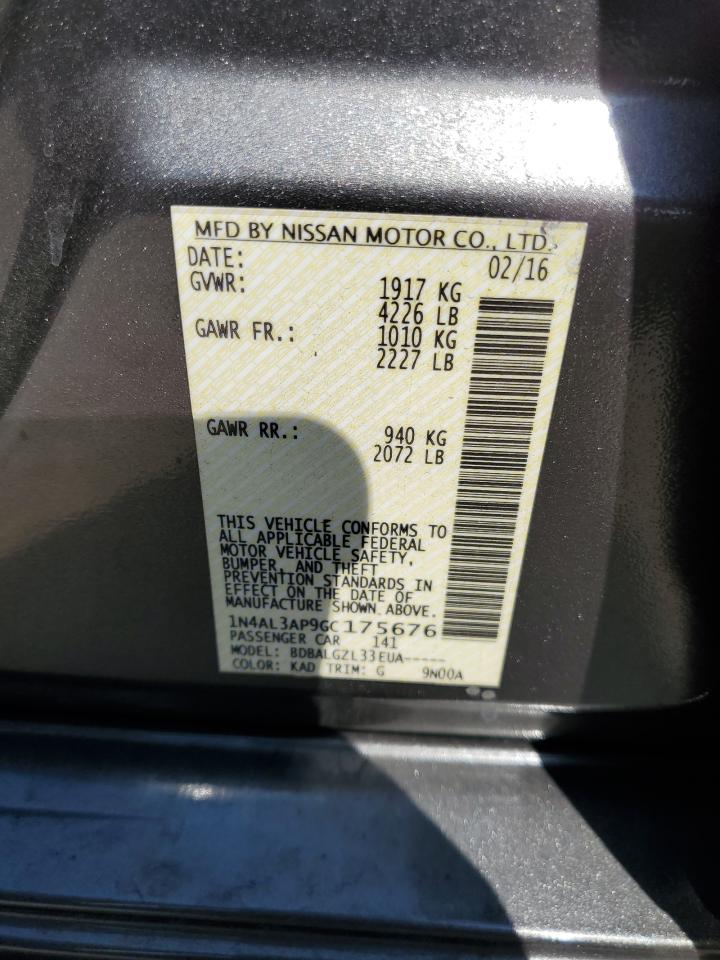 MFD BY NISSAN MOTOR CO., LTD.
DATE: 02/16
GVWR: 1917 KG
4226 LB
GAWR FR.: 1010 KG
2227 LB
GAWR RR.: 940 KG
2072 LB
THIS VEHICLE CONFORMS TO
ALL APPLICABLE FEDERAL
MOTOR VEHICLE SAFETY,
BUMPER, AND THEFT
PREVENTION STANDARDS IN
EFFECT ON THE DATE OF
MANUFACTURE SHOWN ABOVE.
1N4AL3AP9GC175676
PASSENGER CAR 141
MODEL: BDBALGZL33EUA-----
COLOR: KAD TRIM: G 9N00A